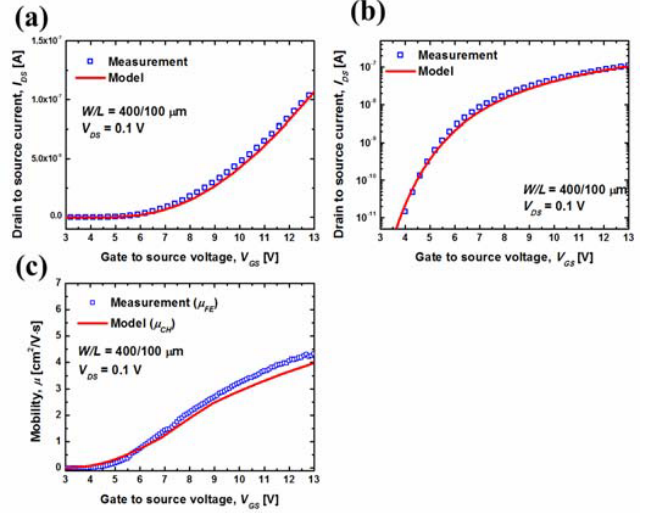 (a)
Drain to source current, I_DS [A]
1.5x10⁻⁷
1.0x10⁻⁷
0.0
Measurement
Model
W/L = 400/100 μm
V_DS = 0.1 V
3 4 5 6 7 8 9 10 11 12 13
Gate to source voltage, V_GS [V]
(b)
Drain to source current, I_DS [A]
10⁻⁷
10⁻⁸
10⁻⁹
10⁻¹⁰
10⁻¹¹
Measurement
Model
W/L = 400/100 μm
V_DS = 0.1 V
3 4 5 6 7 8 9 10 11 12 13
Gate to source voltage, V_GS [V]
(c)
Mobility, μ [cm²/V·s]
7
6
5
4
3
2
1
0
Measurement (μ_FE)
Model (μ_CH)
W/L = 400/100 μm
V_DS = 0.1 V
3 4 5 6 7 8 9 10 11 12 13
Gate to source voltage, V_GS [V]